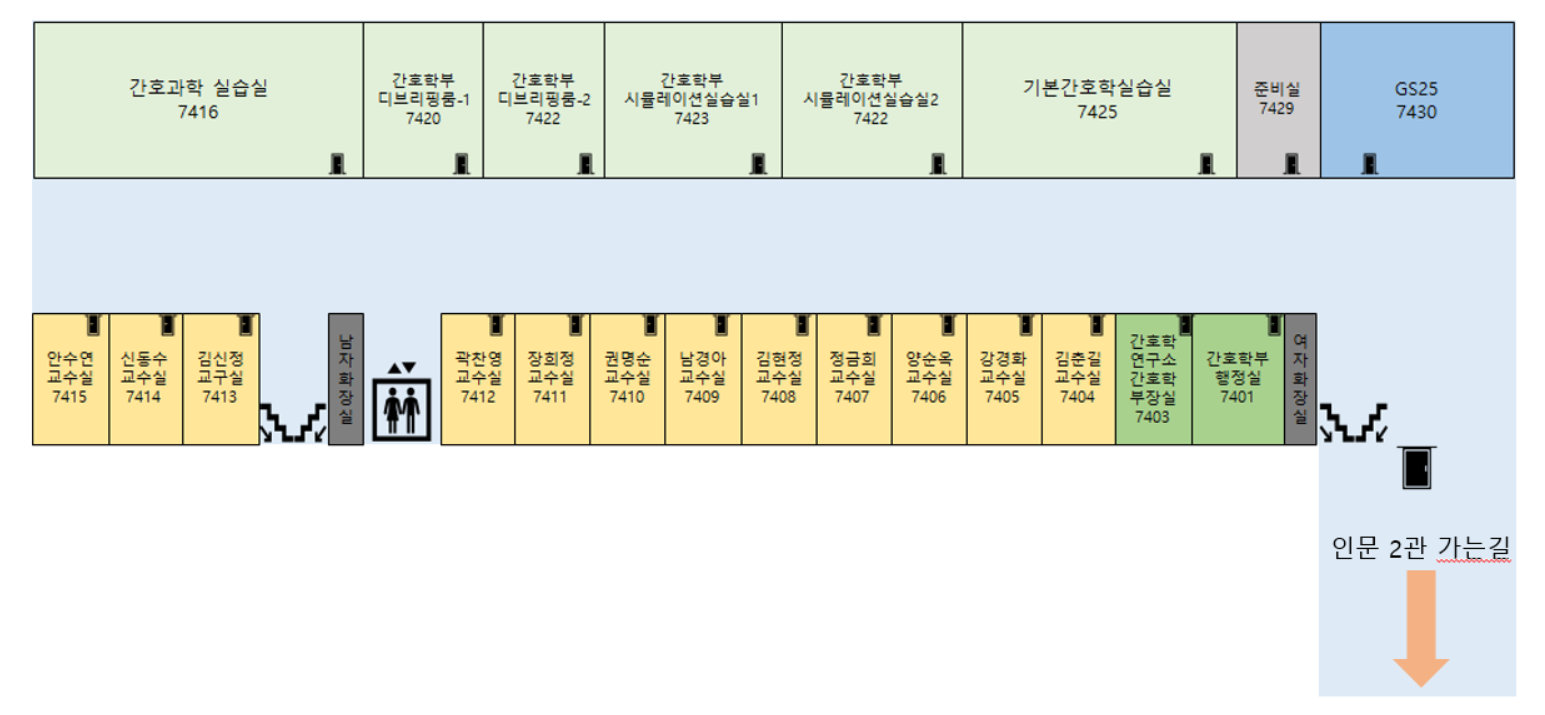 간호과학 실습실
7416
간호학부
디브리핑룸-1
7420
간호학부
디브리핑룸-2
7422
간호학부
시뮬레이션실습실1
7423
간호학부
시뮬레이션실습실2
7422
기본간호학실습실
7425
준비실
7429
GS25
7430
안수연
교수실
7415
신동수
교수실
7414
김신정
교구실
7413
남
자
화
장
실
곽찬영
교수실
7412
장희정
교수실
7411
권명순
교수실
7410
남경아
교수실
7409
김현정
교수실
7408
정금희
교수실
7407
양순옥
교수실
7406
강경화
교수실
7405
김춘길
교수실
7404
간호학
연구소
간호학
부장실
7403
간호학부
행정실
7401
여
자
화
장
실
인문 2관 가는길